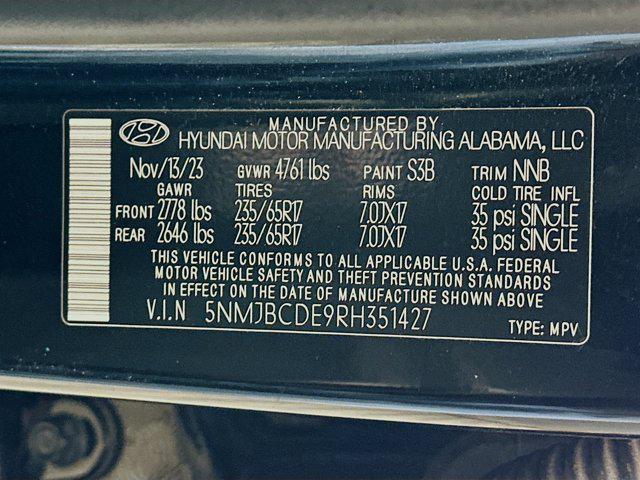 MANUFACTURED BY
HYUNDAI MOTOR MANUFACTURING ALABAMA, LLC
Nov/13/23 GVWR 4761 lbs PAINT S3B TRIM NNB
GAWR TIRES RIMS COLD TIRE INFL
FRONT 2778 lbs 235/65R17 7.0JX17 35 psi SINGLE
REAR 2646 lbs 235/65R17 7.0JX17 35 psi SINGLE
THIS VEHICLE CONFORMS TO ALL APPLICABLE U.S.A. FEDERAL
MOTOR VEHICLE SAFETY AND THEFT PREVENTION STANDARDS
IN EFFECT ON THE DATE OF MANUFACTURE SHOWN ABOVE
V.I.N 5NMJBCDE9RH351427 TYPE: MPV